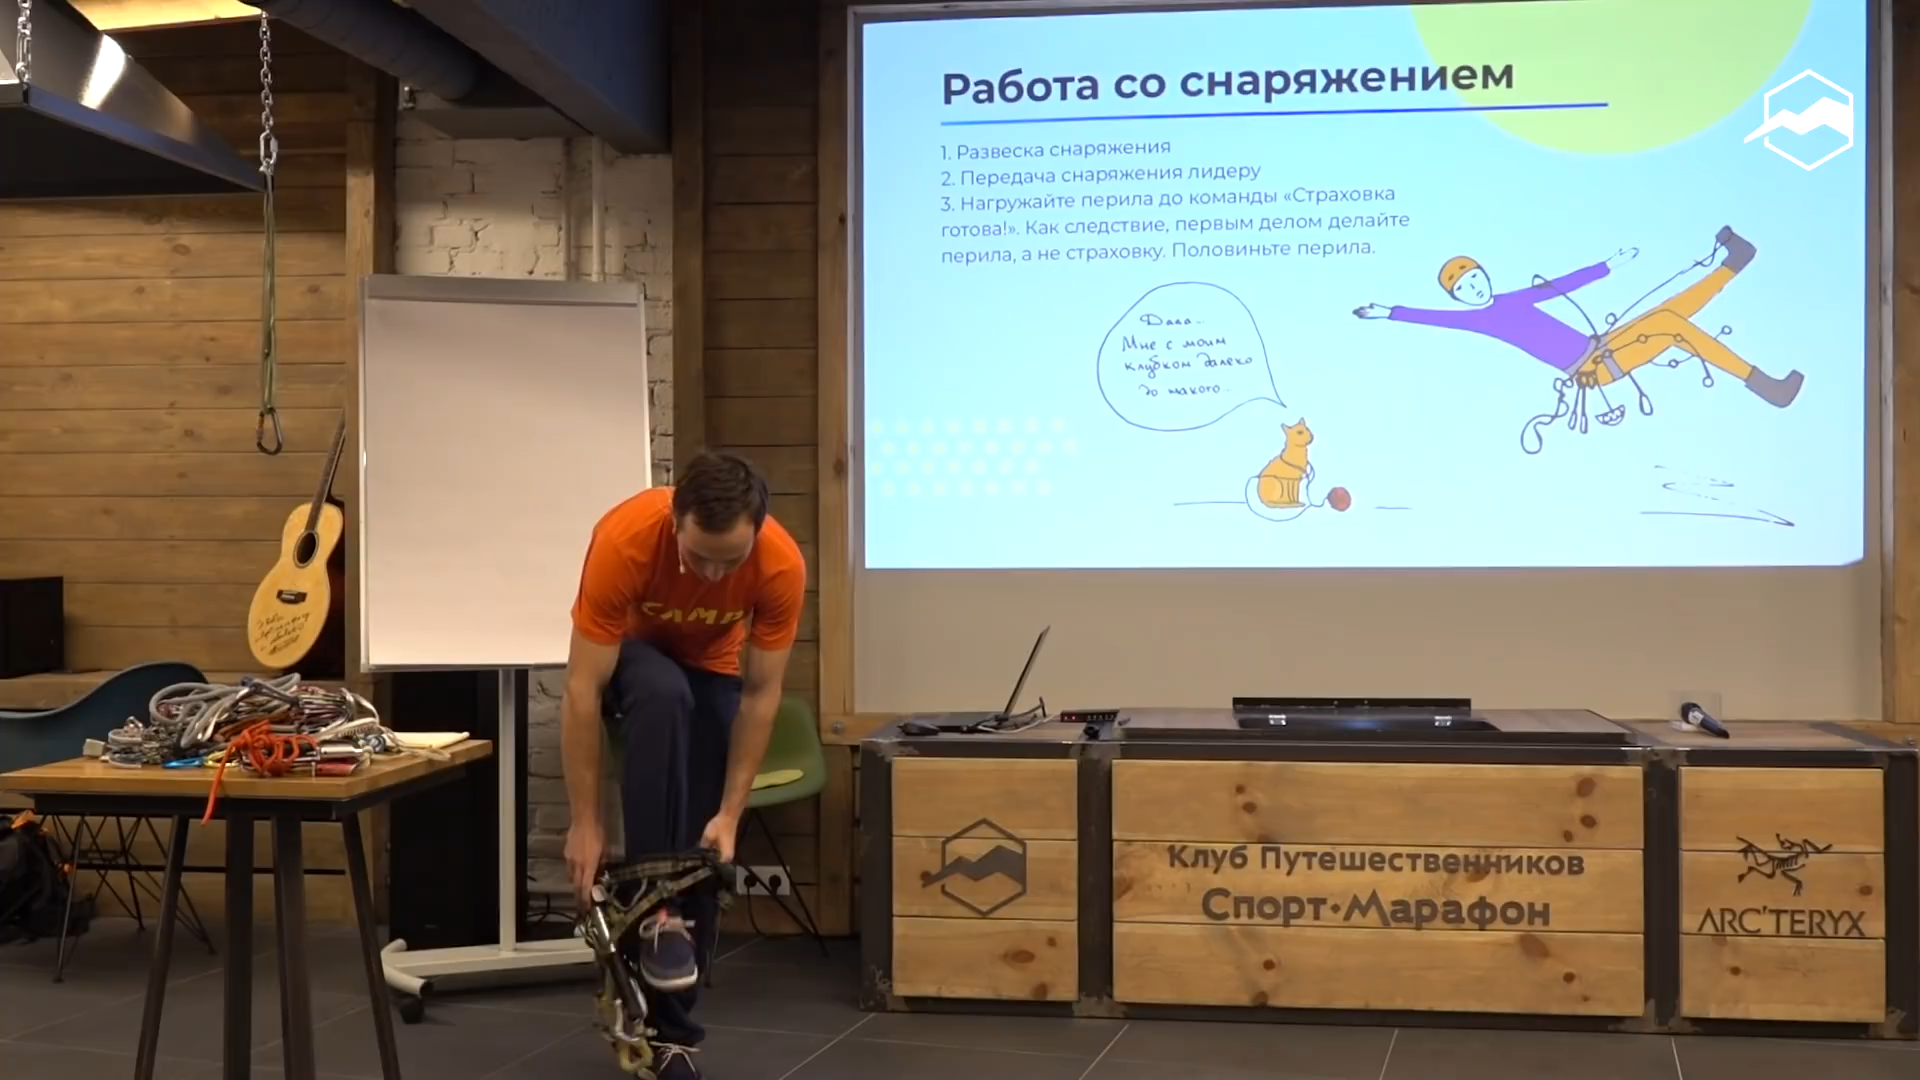 Работа со снаряжением
1. Развеска снаряжения
2. Передача снаряжения лидеру
3. Нагружайте перила до команды «Страховка
готова!». Как следствие, первым делом делайте
перила, а не страховку. Половиньте перила.
Дааа..
Мне с моим
клубком далеко
до такого..
CAMP
Клуб Путешественников
Спорт•Марафон
ARC'TERYX